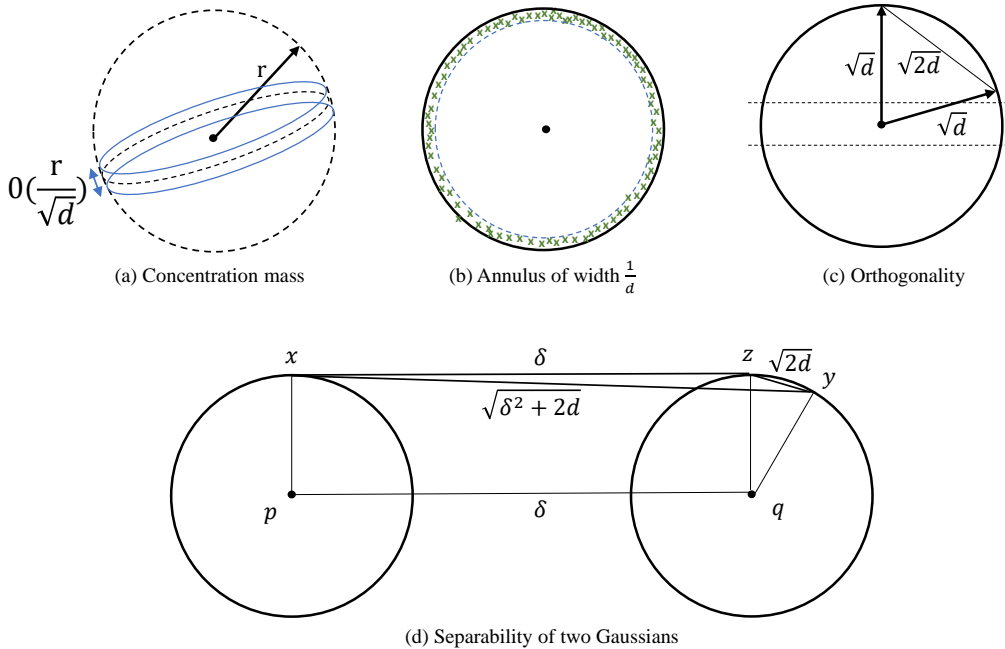 r
0(r/√d)
(a) Concentration mass
x x x x x x x x x x x x x x x x x x x x
(b) Annulus of width 1/d
√d
√2d
√d
(c) Orthogonality
x
δ
z
√2d
y
√δ² + 2d
p
δ
q
(d) Separability of two Gaussians